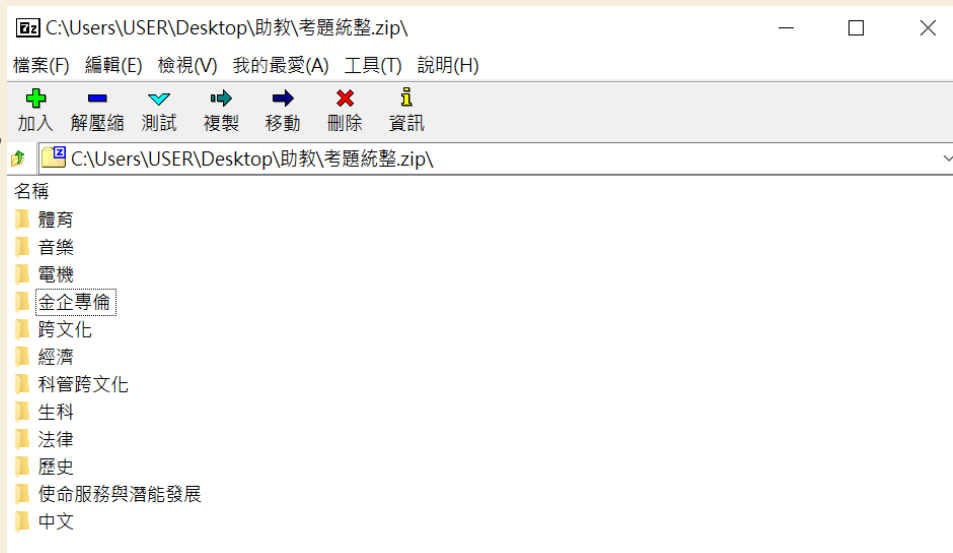 7z C:\Users\USER\Desktop\助教\考題統整.zip\
檔案(F) 編輯(E) 檢視(V) 我的最愛(A) 工具(T) 說明(H)
加入 解壓縮 測試 複製 移動 刪除 資訊
C:\Users\USER\Desktop\助教\考題統整.zip\
名稱
體育
音樂
電機
金企專倫
跨文化
經濟
科管跨文化
生科
法律
歷史
使命服務與潛能發展
中文